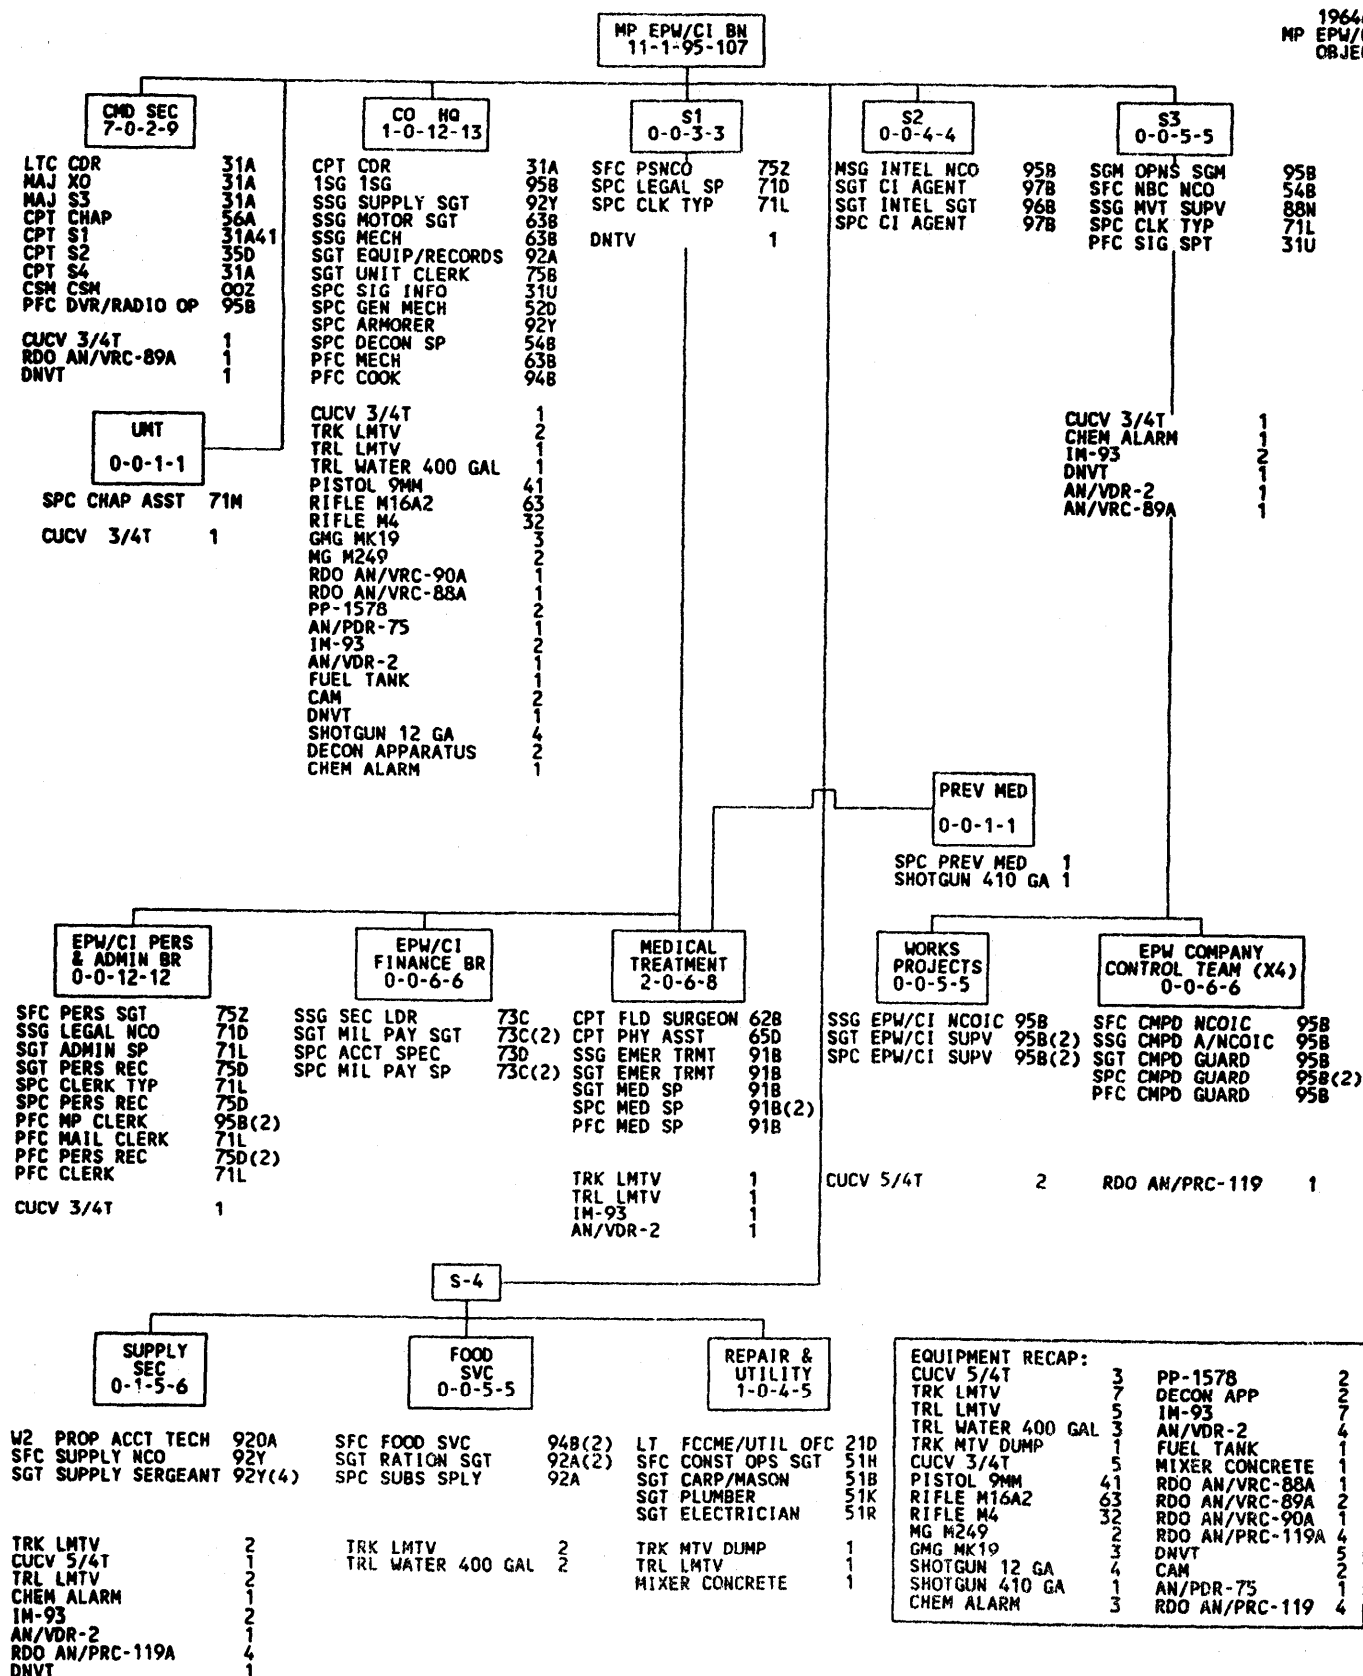 MP EPW/CI BN
11-1-95-107
1964
MP EPW/
OBJE
CMD SEC
7-0-2-9
LTC CDR 31A
MAJ XO 31A
MAJ S3 31A
CPT CHAP 56A
CPT S1 31A41
CPT S2 35D
CPT S4 31A
CSM CSM 00Z
PFC DVR/RADIO OP 95B
CUCV 3/4T 1
RDO AN/VRC-89A 1
DNVT 1
UMT
0-0-1-1
SPC CHAP ASST 71M
CUCV 3/4T 1
CO HQ
1-0-12-13
CPT CDR 31A
1SG 1SG 95B
SSG SUPPLY SGT 92Y
SSG MOTOR SGT 63B
SSG MECH 63B
SGT EQUIP/RECORDS 92A
SGT UNIT CLERK 75B
SPC SIG INFO 31U
SPC GEN MECH 52D
SPC ARMORER 92Y
SPC DECON SP 54B
PFC MECH 63B
PFC COOK 94B
CUCV 3/4T 1
TRK LMTV 2
TRL LMTV 1
TRL WATER 400 GAL 1
PISTOL 9MM 41
RIFLE M16A2 63
RIFLE M4 32
GMG MK19 3
MG M249 2
RDO AN/VRC-90A 1
RDO AN/VRC-88A 1
PP-1578 2
AN/PDR-75 1
IM-93 2
AN/VDR-2 1
FUEL TANK 1
CAM 2
DNVT 1
SHOTGUN 12 GA 4
DECON APPARATUS 2
CHEM ALARM 1
S1
0-0-3-3
SFC PSNCO 75Z
SPC LEGAL SP 71D
SPC CLK TYP 71L
DNTV 1
S2
0-0-4-4
MSG INTEL NCO 95B
SGT CI AGENT 97B
SGT INTEL SGT 96B
SPC CI AGENT 97B
S3
0-0-5-5
SGM OPNS SGM 95B
SFC NBC NCO 54B
SSG MVT SUPV 88N
SPC CLK TYP 71L
PFC SIG SPT 31U
CUCV 3/4T 1
CHEM ALARM 1
IM-93 2
DNVT 1
AN/VDR-2 1
AN/VRC-89A 1
PREV MED
0-0-1-1
SPC PREV MED 1
SHOTGUN 410 GA 1
EPW/CI PERS
& ADMIN BR
0-0-12-12
SFC PERS SGT 75Z
SSG LEGAL NCO 71D
SGT ADMIN SP 71L
SGT PERS REC 75D
SPC CLERK TYP 71L
SPC PERS REC 75D
PFC MP CLERK 95B(2)
PFC MAIL CLERK 71L
PFC PERS REC 75D(2)
PFC CLERK 71L
CUCV 3/4T 1
EPW/CI
FINANCE BR
0-0-6-6
SSG SEC LDR 73C
SGT MIL PAY SGT 73C(2)
SPC ACCT SPEC 73D
SPC MIL PAY SP 73C(2)
MEDICAL
TREATMENT
2-0-6-8
CPT FLD SURGEON 62B
CPT PHY ASST 65D
SSG EMER TRMT 91B
SGT EMER TRMT 91B
SGT MED SP 91B
SPC MED SP 91B(2)
PFC MED SP 91B
TRK LMTV 1
TRL LMTV 1
IM-93 1
AN/VDR-2 1
WORKS
PROJECTS
0-0-5-5
SSG EPW/CI NCOIC 95B
SGT EPW/CI SUPV 95B(2)
SPC EPW/CI SUPV 95B(2)
CUCV 5/4T 2
EPW COMPANY
CONTROL TEAM (X4)
0-0-6-6
SFC CMPD NCOIC 95B
SSG CMPD A/NCOIC 95B
SGT CMPD GUARD 95B
SPC CMPD GUARD 95B(2)
PFC CMPD GUARD 95B
RDO AN/PRC-119 1
S-4
SUPPLY
SEC
0-1-5-6
W2 PROP ACCT TECH 920A
SFC SUPPLY NCO 92Y
SGT SUPPLY SERGEANT 92Y(4)
TRK LMTV 2
CUCV 5/4T 1
TRL LMTV 2
CHEM ALARM 1
IM-93 2
AN/VDR-2 1
RDO AN/PRC-119A 4
DNVT 1
FOOD
SVC
0-0-5-5
SFC FOOD SVC 94B(2)
SGT RATION SGT 92A(2)
SPC SUBS SPLY 92A
TRK LMTV 2
TRL WATER 400 GAL 2
REPAIR &
UTILITY
1-0-4-5
LT FCCME/UTIL OFC 21D
SFC CONST OPS SGT 51H
SGT CARP/MASON 51B
SGT PLUMBER 51K
SGT ELECTRICIAN 51R
TRK MTV DUMP 1
TRL LMTV 1
MIXER CONCRETE 1
EQUIPMENT RECAP:
CUCV 5/4T 3
TRK LMTV 7
TRL LMTV 5
TRL WATER 400 GAL 3
TRK MTV DUMP 1
CUCV 3/4T 5
PISTOL 9MM 41
RIFLE M16A2 63
RIFLE M4 32
MG M249 2
GMG MK19 3
SHOTGUN 12 GA 4
SHOTGUN 410 GA 1
CHEM ALARM 3
PP-1578 2
DECON APP 2
IM-93 7
AN/VDR-2 4
FUEL TANK 1
MIXER CONCRETE 1
RDO AN/VRC-88A 1
RDO AN/VRC-89A 2
RDO AN/VRC-90A 1
RDO AN/PRC-119A 4
DNVT 5
CAM 2
AN/PDR-75 1
RDO AN/PRC-119 4